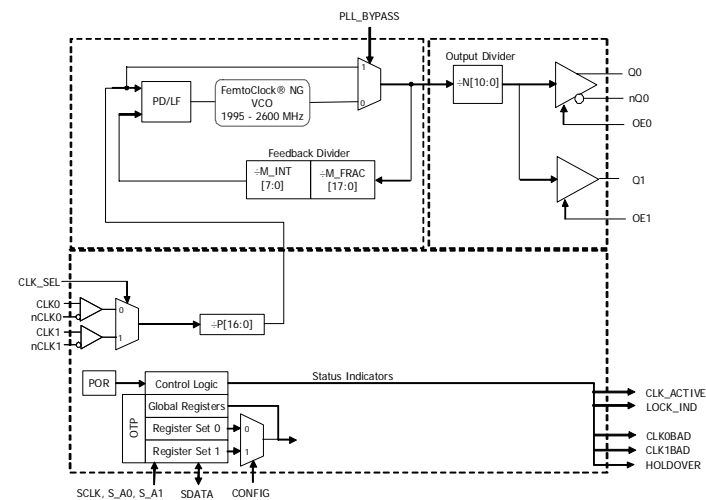 PLL_BYPASS
Output Divider
1
0
PD/LF
FemtoClock® NG
VCO
1995 - 2600 MHz
÷N[10:0]
Q0
nQ0
OE0
Feedback Divider
÷M_INT
[7:0]
÷M_FRAC
[17:0]
Q1
OE1
CLK_SEL
CLK0
nCLK0
CLK1
nCLK1
0
1
÷P[16:0]
POR
Control Logic
Status Indicators
OTP
Global Registers
Register Set 0
Register Set 1
0
1
CLK_ACTIVE
LOCK_IND
CLK0BAD
CLK1BAD
HOLDOVER
SCLK, S_A0, S_A1
SDATA
CONFIG